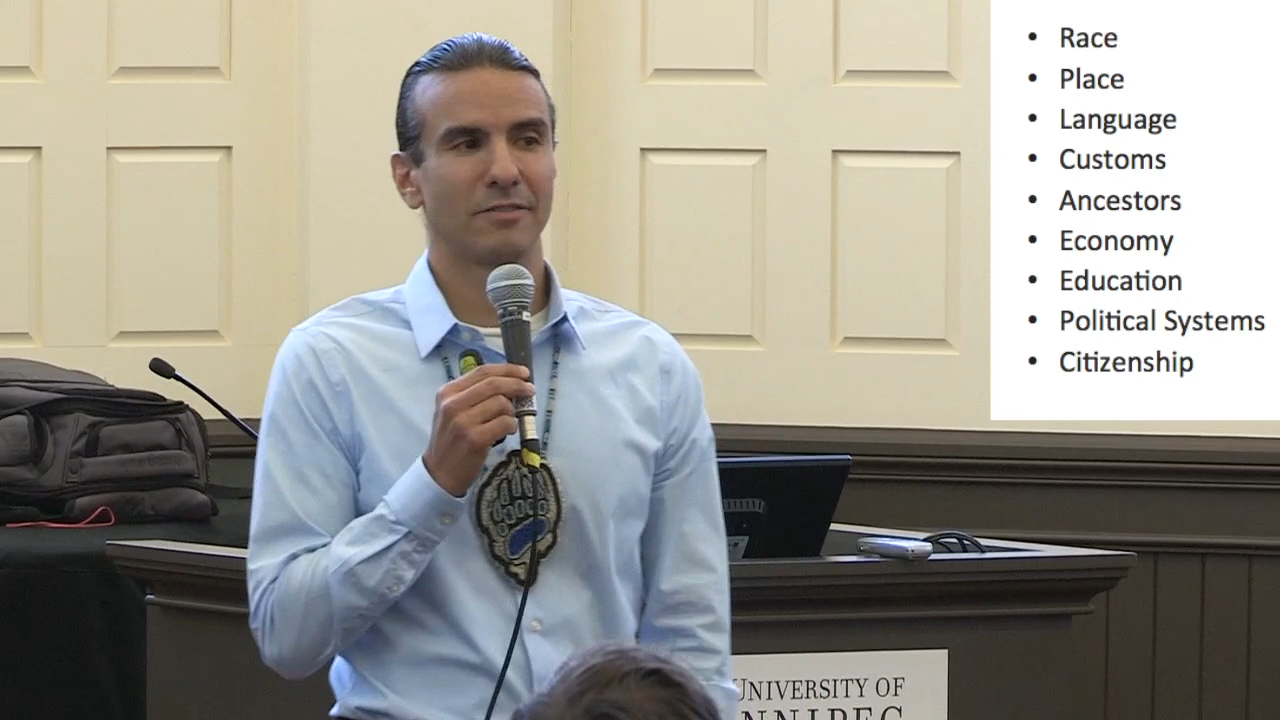 • Race
• Place
• Language
• Customs
• Ancestors
• Economy
• Education
• Political Systems
• Citizenship
UNIVERSITY OF